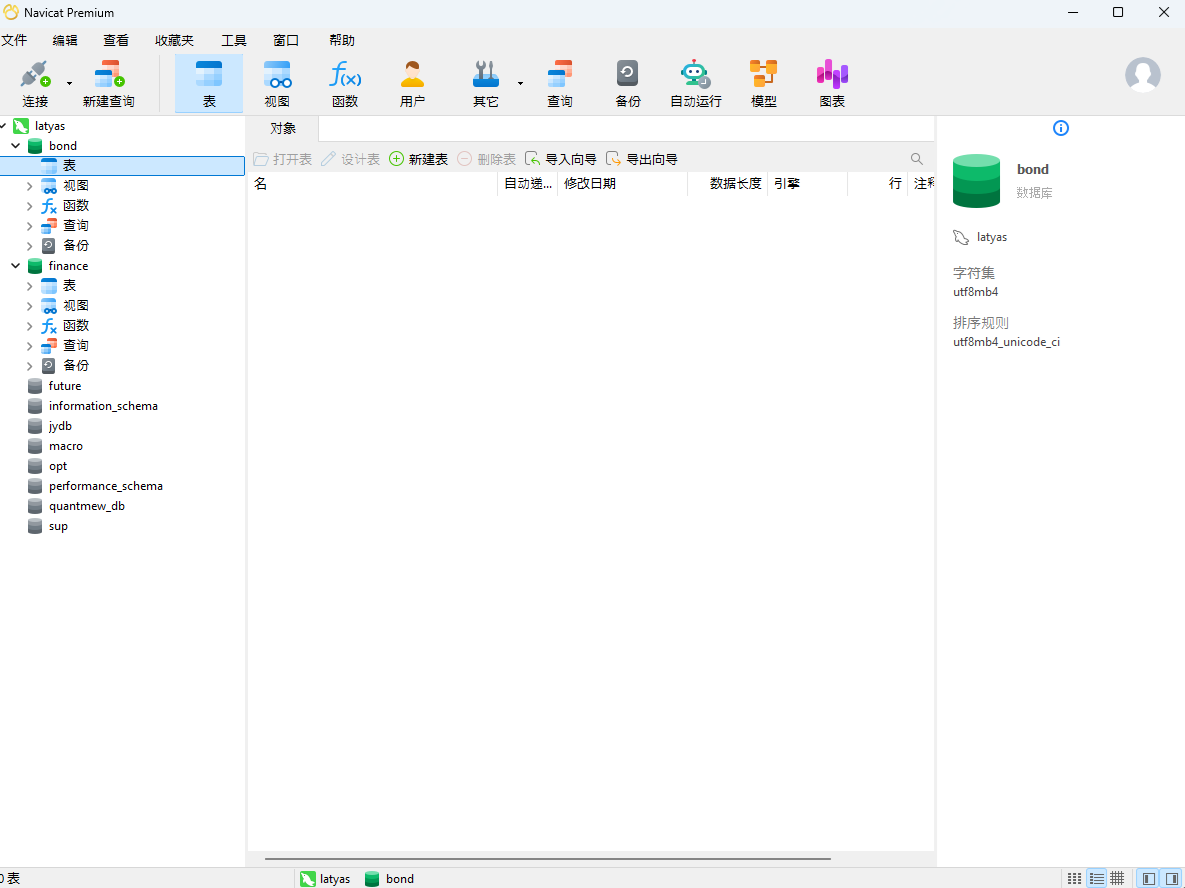 Navicat Premium
文件 编辑 查看 收藏夹 工具 窗口 帮助
连接 新建查询 表 视图 函数 用户 其它 查询 备份 自动运行 模型 图表
latyas
bond
表
视图
函数
查询
备份
finance
表
视图
函数
查询
备份
future
information_schema
jydb
macro
opt
performance_schema
quantmew_db
sup
对象
打开表 设计表 新建表 删除表 导入向导 导出向导
名 自动递... 修改日期 数据长度 引擎 行 注释
bond
数据库
latyas
字符集
utf8mb4
排序规则
utf8mb4_unicode_ci
0 表 latyas bond